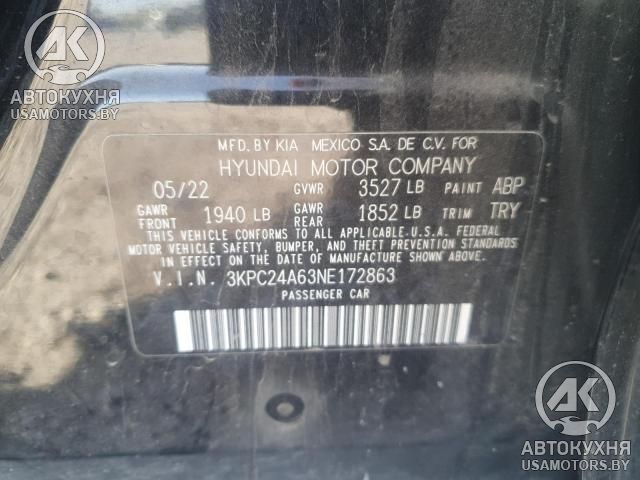 AK
АВТОКУХНЯ
USAMOTORS.BY
MFD. BY KIA MEXICO S.A. DE C.V. FOR
HYUNDAI MOTOR COMPANY
05/22 GVWR 3527 LB PAINT ABP
GAWR FRONT 1940 LB GAWR REAR 1852 LB TRIM TRY
THIS VEHICLE CONFORMS TO ALL APPLICABLE-U.S.A. FEDERAL
MOTOR VEHICLE SAFETY, BUMPER, AND THEFT PREVENTION STANDARDS
IN EFFECT ON THE DATE OF MANUFACTURE SHOWN ABOVE.
V.I.N. 3KPC24A63NE172863
PASSENGER CAR
AK
АВТОКУХНЯ
USAMOTORS.BY